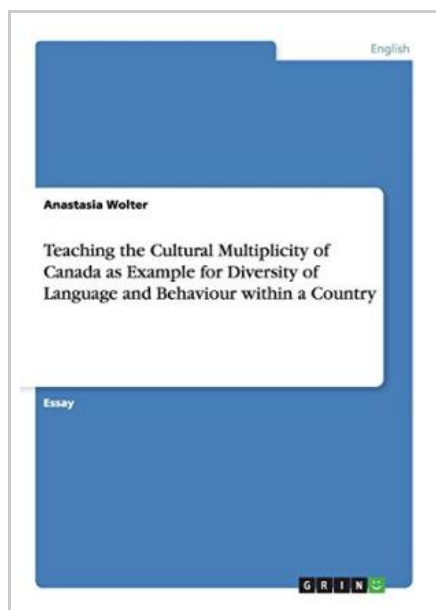 English
Anastasia Wolter
Teaching the Cultural Multiplicity of
Canada as Example for Diversity of
Language and Behaviour within a Country
Essay
GRIN